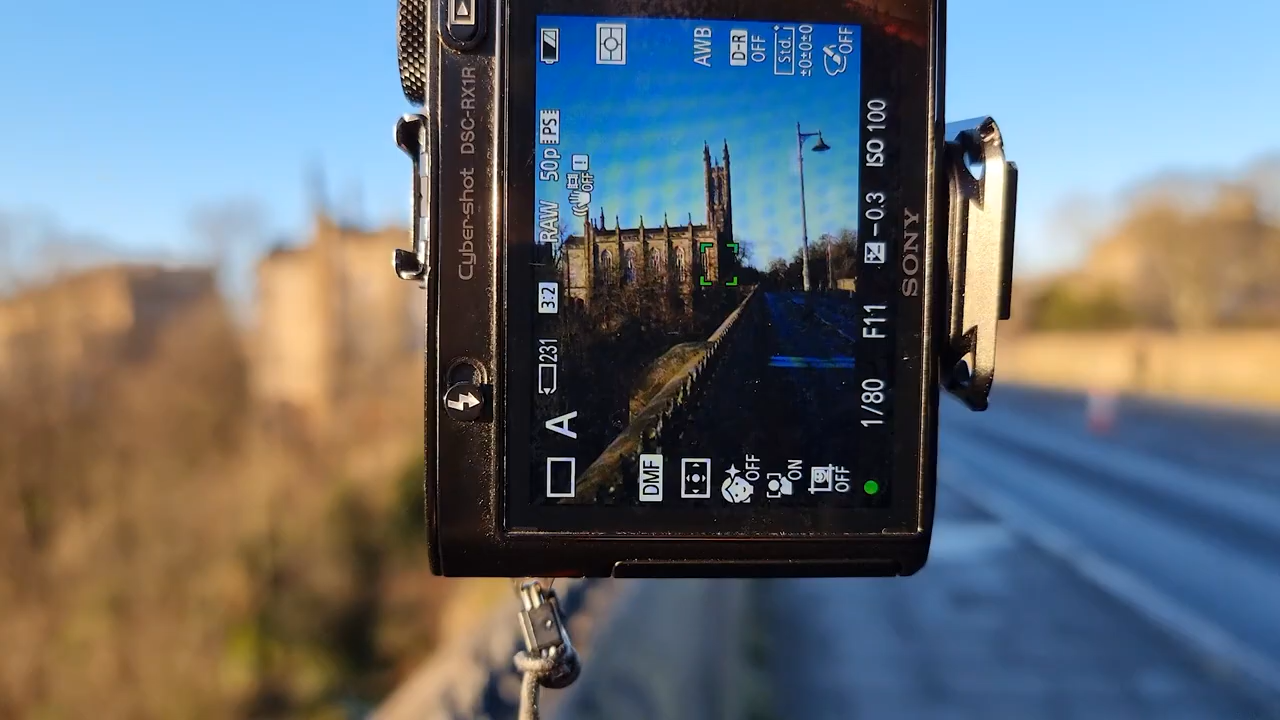 Cyber-shot DSC-RX1R
A
231
3:2
RAW
50p PS
OFF
DMF
AWB
D-R
OFF
OFF
ON
Std.
±0±0±0
OFF
OFF
1/80
F11
-0.3
ISO 100
SONY